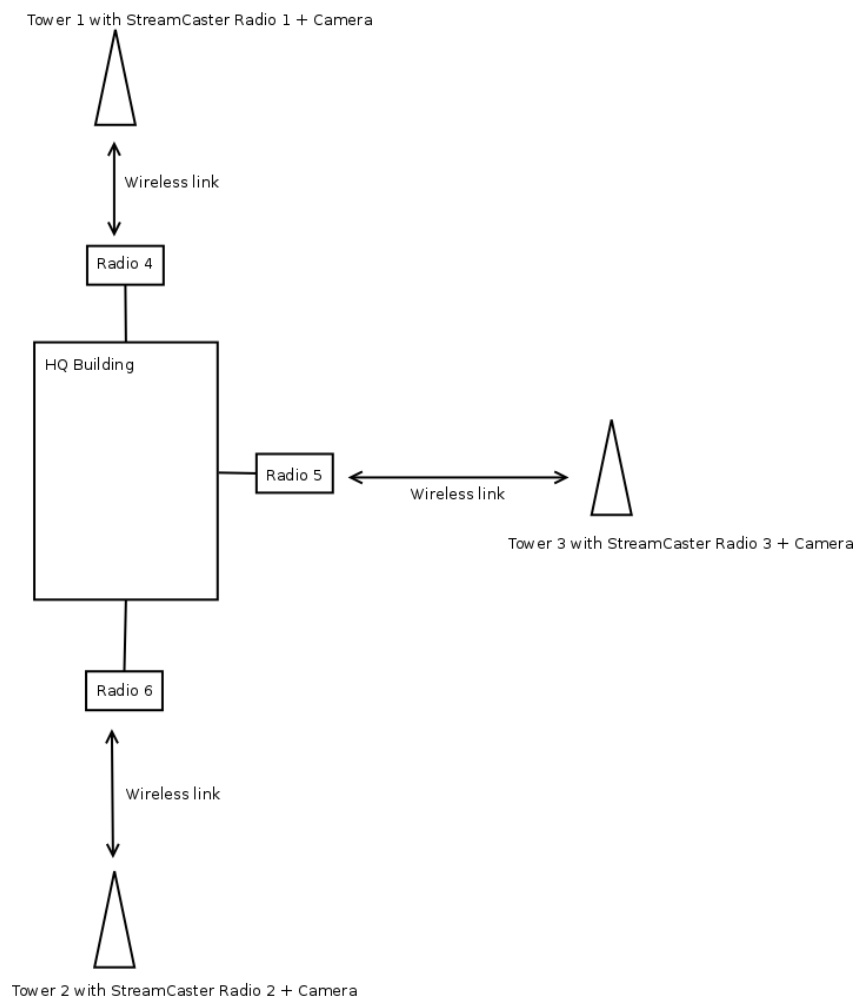 Tower 1 with StreamCaster Radio 1 + Camera
Wireless link
Radio 4
HQ Building
Radio 5
Wireless link
Tower 3 with StreamCaster Radio 3 + Camera
Radio 6
Wireless link
Tower 2 with StreamCaster Radio 2 + Camera